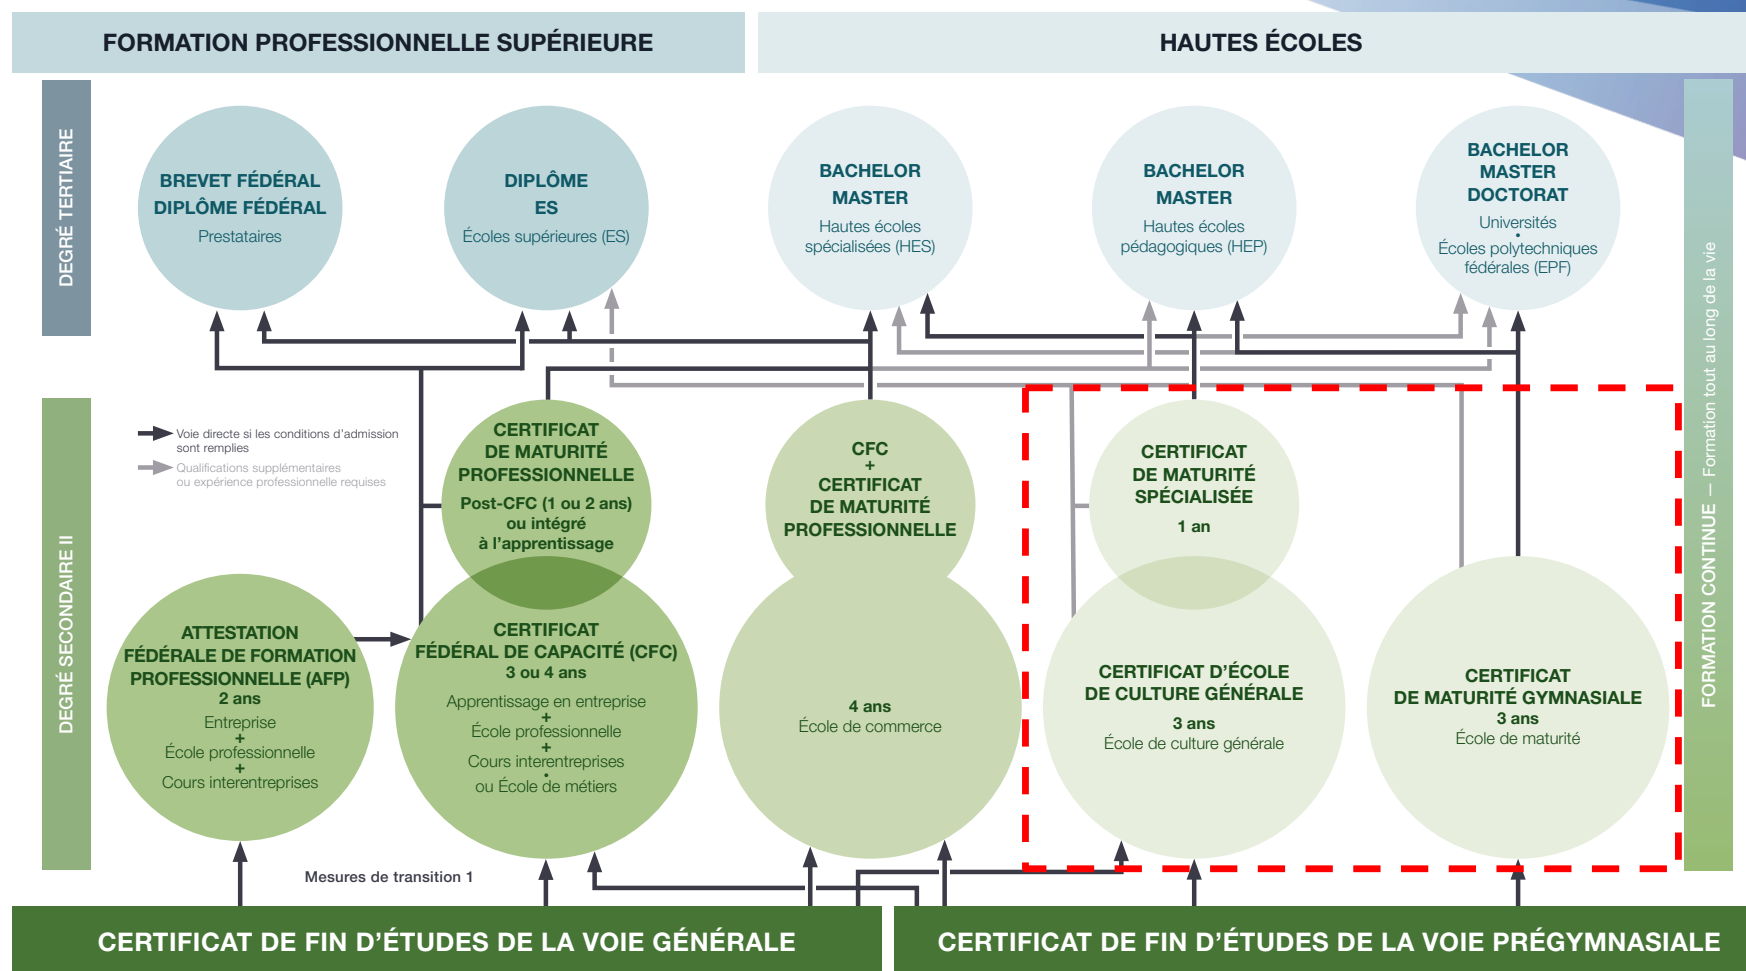 FORMATION PROFESSIONNELLE SUPÉRIEURE
HAUTES ÉCOLES
DEGRÉ TERTIAIRE
BREVET FÉDÉRAL
DIPLÔME FÉDÉRAL
Prestataires
DIPLÔME
ES
Écoles supérieures (ES)
BACHELOR
MASTER
Hautes écoles
spécialisées (HES)
BACHELOR
MASTER
Hautes écoles
pédagogiques (HEP)
BACHELOR
MASTER
DOCTORAT
Universités
•
Écoles polytechniques
fédérales (EPF)
FORMATION CONTINUE — Formation tout au long de la vie
DEGRÉ SECONDAIRE II
Voie directe si les conditions d'admission
sont remplies
Qualifications supplémentaires
ou expérience professionnelle requises
CERTIFICAT
DE MATURITÉ
PROFESSIONNELLE
Post-CFC (1 ou 2 ans)
ou intégré
à l'apprentissage
CFC
+
CERTIFICAT
DE MATURITÉ
PROFESSIONNELLE
CERTIFICAT
DE MATURITÉ
SPÉCIALISÉE
1 an
ATTESTATION
FÉDÉRALE DE FORMATION
PROFESSIONNELLE (AFP)
2 ans
Entreprise
+
École professionnelle
+
Cours interentreprises
CERTIFICAT
FÉDÉRAL DE CAPACITÉ (CFC)
3 ou 4 ans
Apprentissage en entreprise
+
École professionnelle
+
Cours interentreprises
•
ou École de métiers
4 ans
École de commerce
CERTIFICAT D'ÉCOLE
DE CULTURE GÉNÉRALE
3 ans
École de culture générale
CERTIFICAT
DE MATURITÉ GYMNASIALE
3 ans
École de maturité
Mesures de transition 1
CERTIFICAT DE FIN D'ÉTUDES DE LA VOIE GÉNÉRALE
CERTIFICAT DE FIN D'ÉTUDES DE LA VOIE PRÉGYMNASIALE